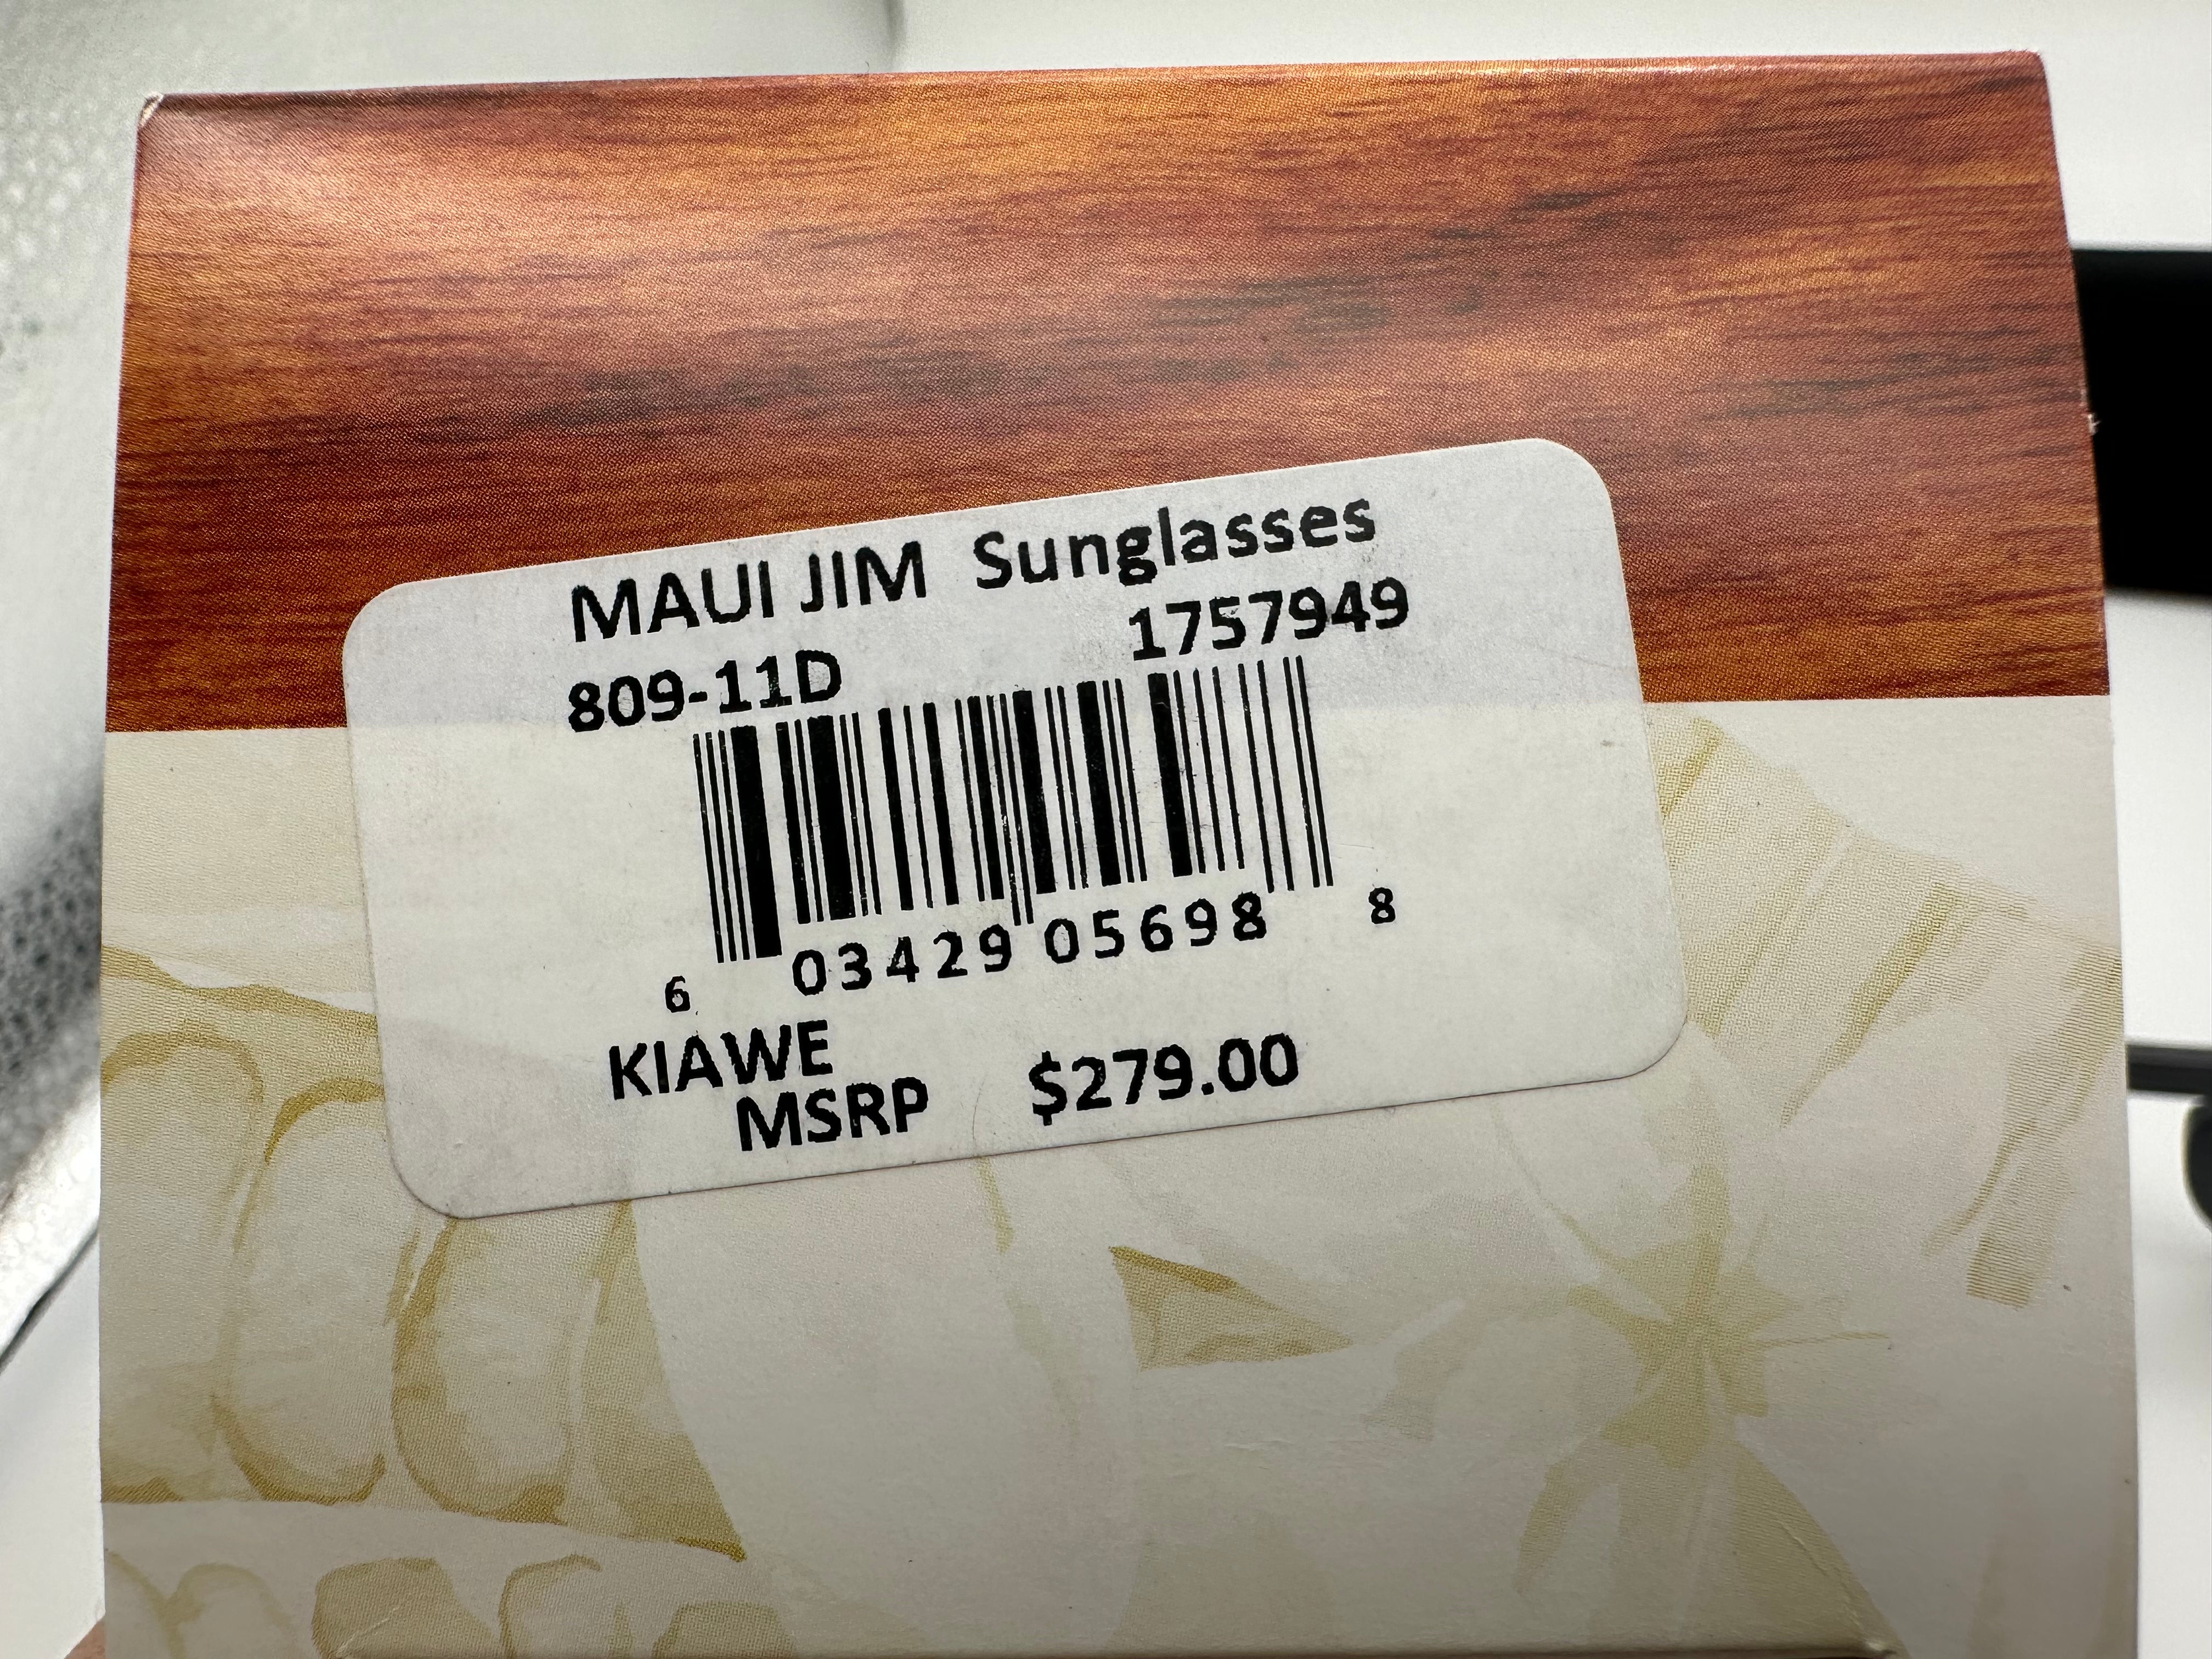 MAUI JIM Sunglasses
1757949
809-11D
6 03429 05698 8
KIAWE
MSRP $279.00